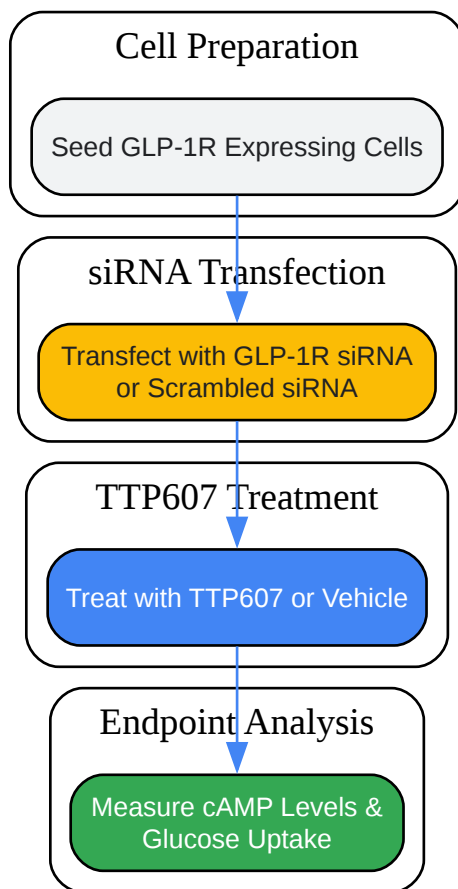 Cell Preparation
Seed GLP-1R Expressing Cells
siRNA Transfection
Transfect with GLP-1R siRNA
or Scrambled siRNA
TTP607 Treatment
Treat with TTP607 or Vehicle
Endpoint Analysis
Measure cAMP Levels &
Glucose Uptake